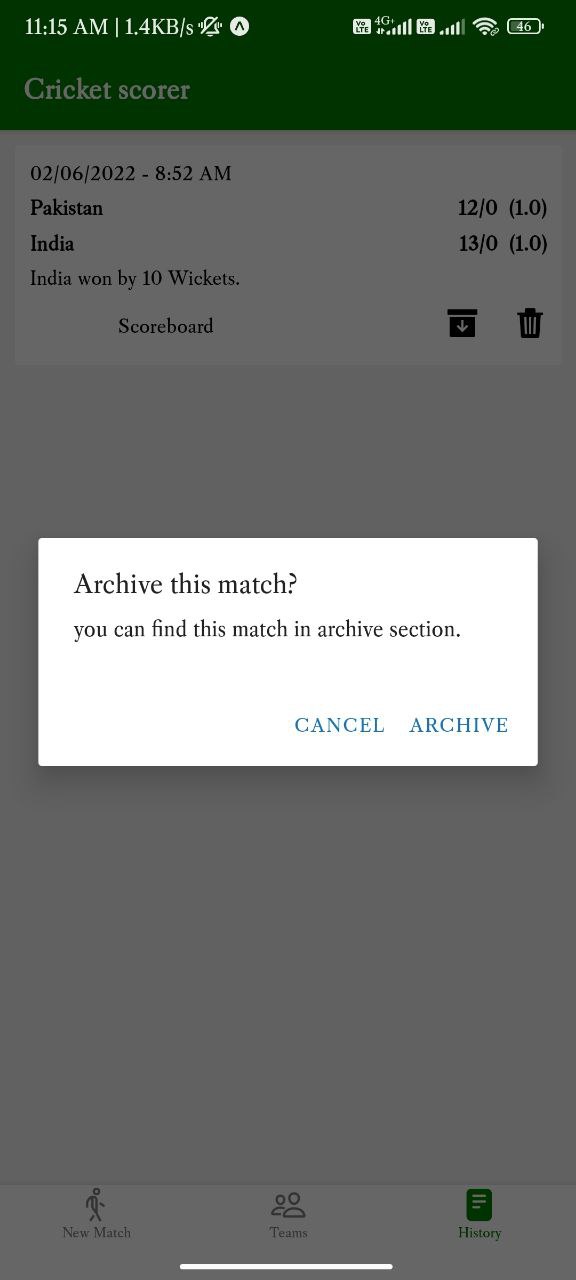 11:15 AM | 1.4KB/s 4G+ Vo LTE Vo LTE 46
Cricket scorer
02/06/2022 - 8:52 AM
Pakistan 12/0 (1.0)
India 13/0 (1.0)
India won by 10 Wickets.
Scoreboard
Archive this match?
you can find this match in archive section.
CANCEL ARCHIVE
New Match Teams History